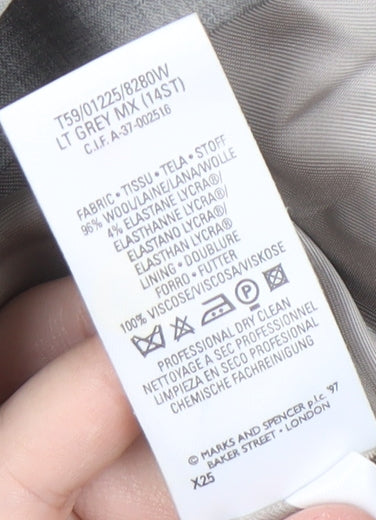 T59/01225/8280W
LT GREY MX (14ST)
C.I.F. A-37-002516
FABRIC • TISSU • TELA • STOFF
96% WOOL/LAINE/LANA/WOLLE
4% ELASTANE LYCRA®/
ELASTHANNE LYCRA®/
ELASTANO LYCRA®/
ELASTHAN LYCRA®
LINING • DOUBLURE
FORRO • FUTTER
100% VISCOSE/VISCOSA/VISKOSE
P
PROFESSIONAL DRY CLEAN
NETTOYAGE A SEC PROFESSIONNEL
LIMPIEZA EN SECO PROFESIONAL
CHEMISCHE FACHREINIGUNG
© MARKS AND SPENCER p.l.c. '97
BAKER STREET • LONDON
X25